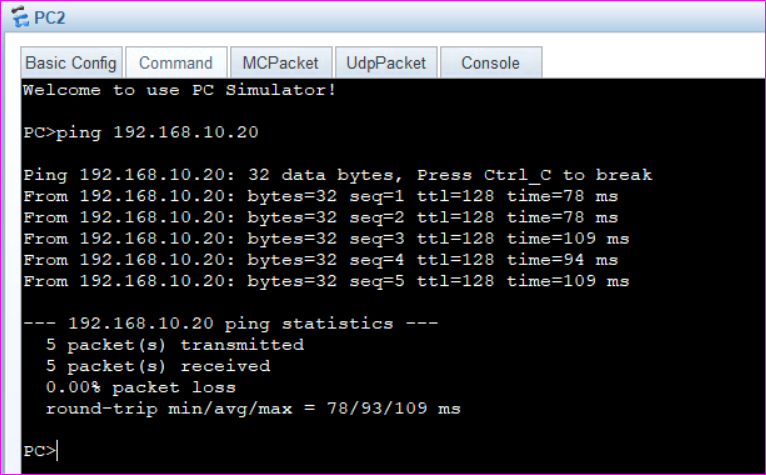 PC2
Basic Config Command MCPacket UdpPacket Console
Welcome to use PC Simulator!
PC>ping 192.168.10.20
Ping 192.168.10.20: 32 data bytes, Press Ctrl_C to break
From 192.168.10.20: bytes=32 seq=1 ttl=128 time=78 ms
From 192.168.10.20: bytes=32 seq=2 ttl=128 time=78 ms
From 192.168.10.20: bytes=32 seq=3 ttl=128 time=109 ms
From 192.168.10.20: bytes=32 seq=4 ttl=128 time=94 ms
From 192.168.10.20: bytes=32 seq=5 ttl=128 time=109 ms
--- 192.168.10.20 ping statistics ---
5 packet(s) transmitted
5 packet(s) received
0.00% packet loss
round-trip min/avg/max = 78/93/109 ms
PC>